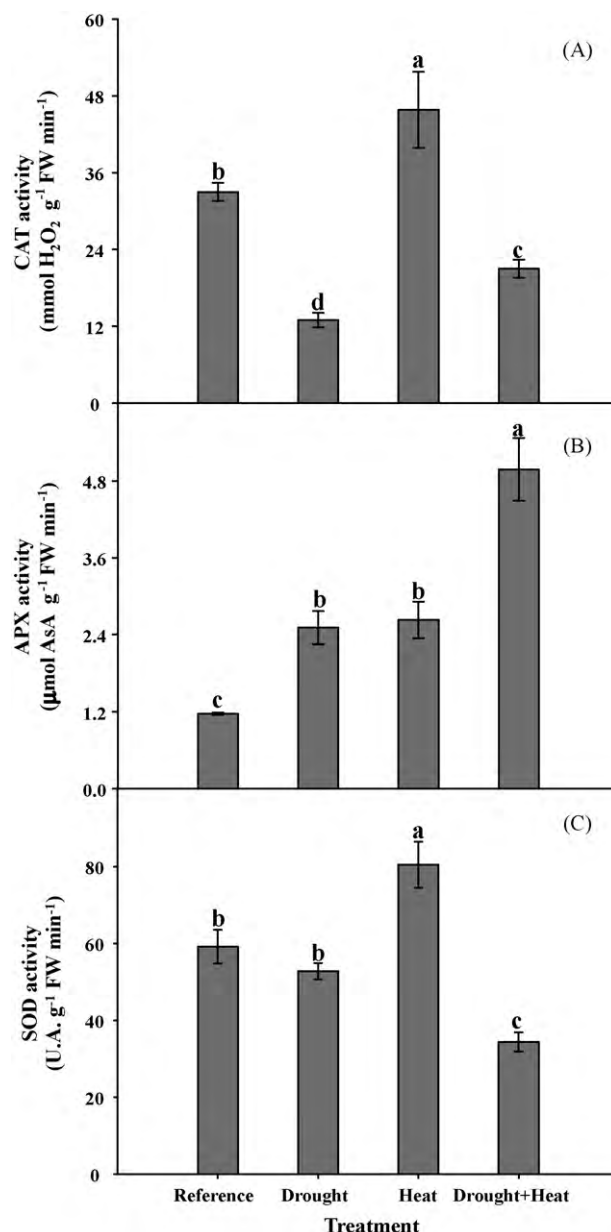 (A)
CAT activity
(mmol H₂O₂ g⁻¹ FW min⁻¹)
60
48
36
24
12
0
b
d
a
c
(B)
APX activity
(µmol AsA g⁻¹ FW min⁻¹)
4.8
3.6
2.4
1.2
0.0
c
b
b
a
(C)
SOD activity
(U.A. g⁻¹ FW min⁻¹)
80
60
40
20
0
b
b
a
c
Reference Drought Heat Drought+Heat
Treatment